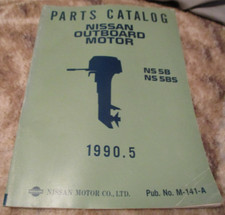 PARTS CATALOG
NISSAN
OUTBOARD
MOTOR
NS 5B
NS 5BS
1990.5
NISSAN MOTOR CO., LTD.
Pub. No. M-141-A